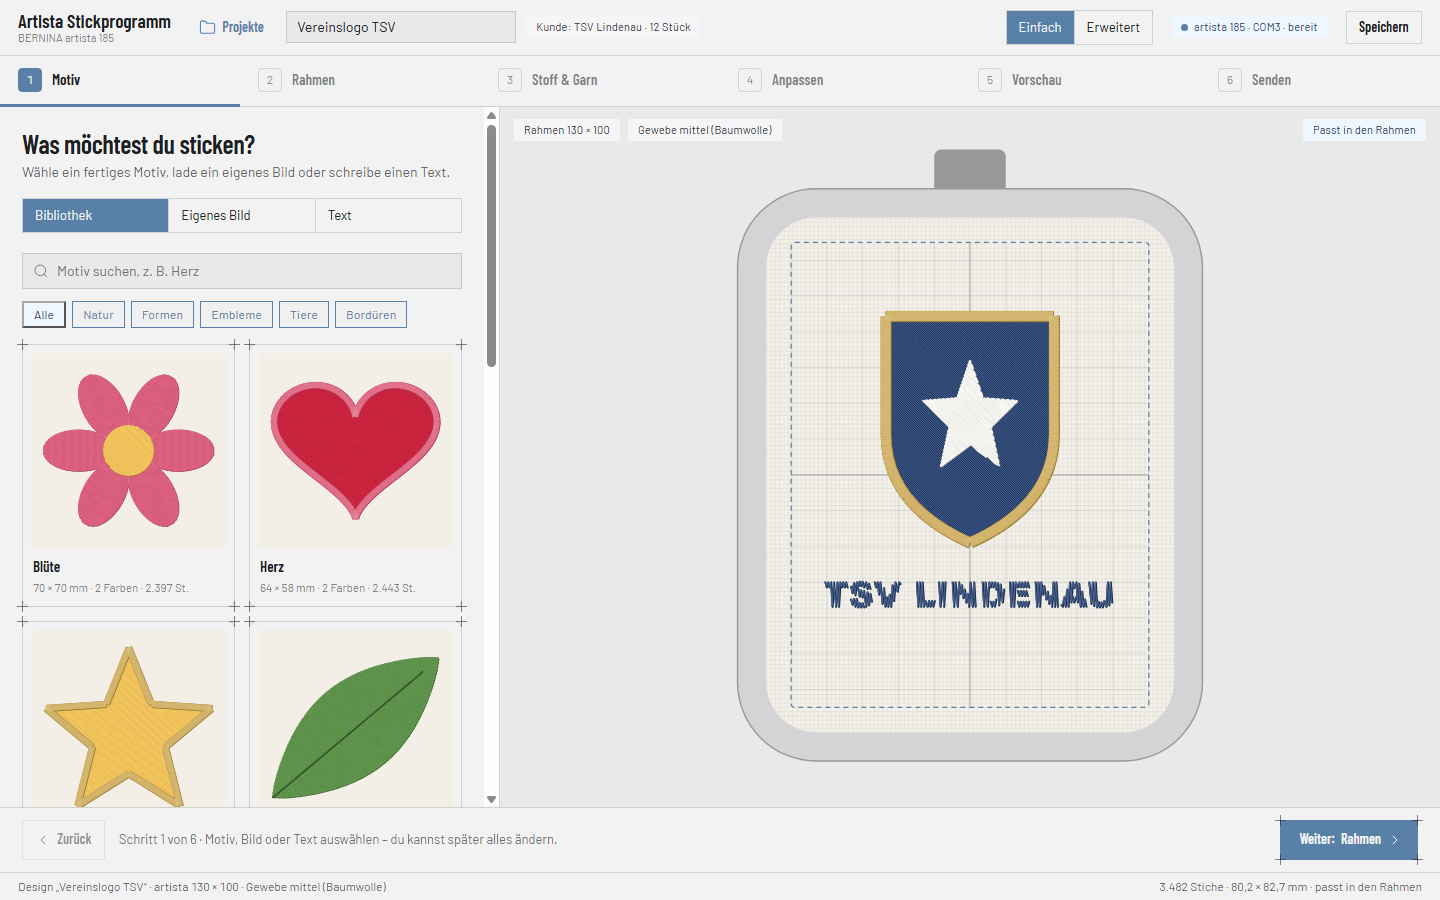 Artista Stickprogramm
BERNINA artista 185
Projekte
Vereinslogo TSV
Kunde: TSV Lindenau · 12 Stück
Einfach
Erweitert
artista 185 · COM3 · bereit
Speichern
1 Motiv
2 Rahmen
3 Stoff & Garn
4 Anpassen
5 Vorschau
6 Senden
Was möchtest du sticken?
Wähle ein fertiges Motiv, lade ein eigenes Bild oder schreibe einen Text.
Bibliothek
Eigenes Bild
Text
Motiv suchen, z. B. Herz
Alle
Natur
Formen
Embleme
Tiere
Bordüren
Blüte
70 × 70 mm · 2 Farben · 2.397 St.
Herz
64 × 58 mm · 2 Farben · 2.443 St.
Rahmen 130 × 100
Gewebe mittel (Baumwolle)
Passt in den Rahmen
TSV LINDENAU
Zurück
Schritt 1 von 6 · Motiv, Bild oder Text auswählen – du kannst später alles ändern.
Weiter: Rahmen
Design „Vereinslogo TSV“ · artista 130 × 100 · Gewebe mittel (Baumwolle)
3.482 Stiche · 80,2 × 82,7 mm · passt in den Rahmen